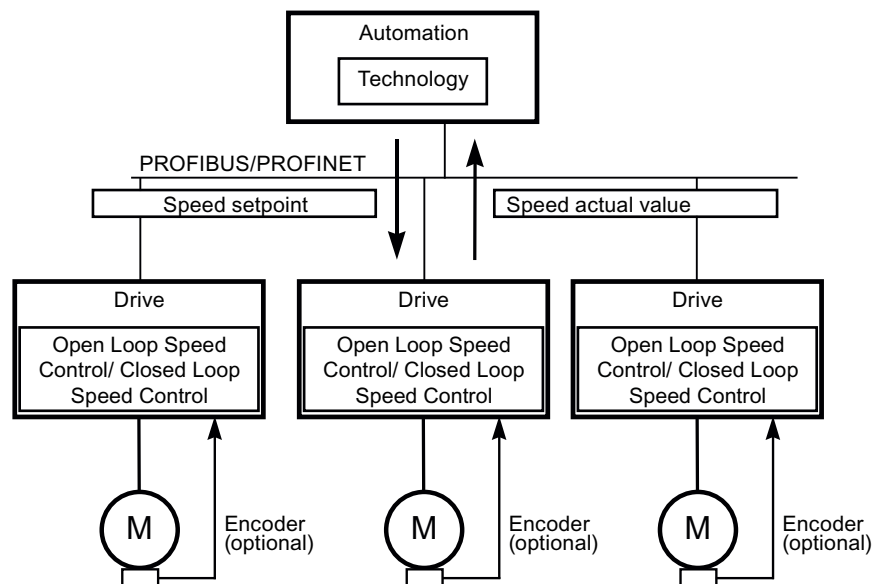 Automation
Technology
PROFIBUS/PROFINET
Speed setpoint
Speed actual value
Drive
Open Loop Speed
Control/ Closed Loop
Speed Control
Drive
Open Loop Speed
Control/ Closed Loop
Speed Control
Drive
Open Loop Speed
Control/ Closed Loop
Speed Control
M
Encoder
(optional)
M
Encoder
(optional)
M
Encoder
(optional)